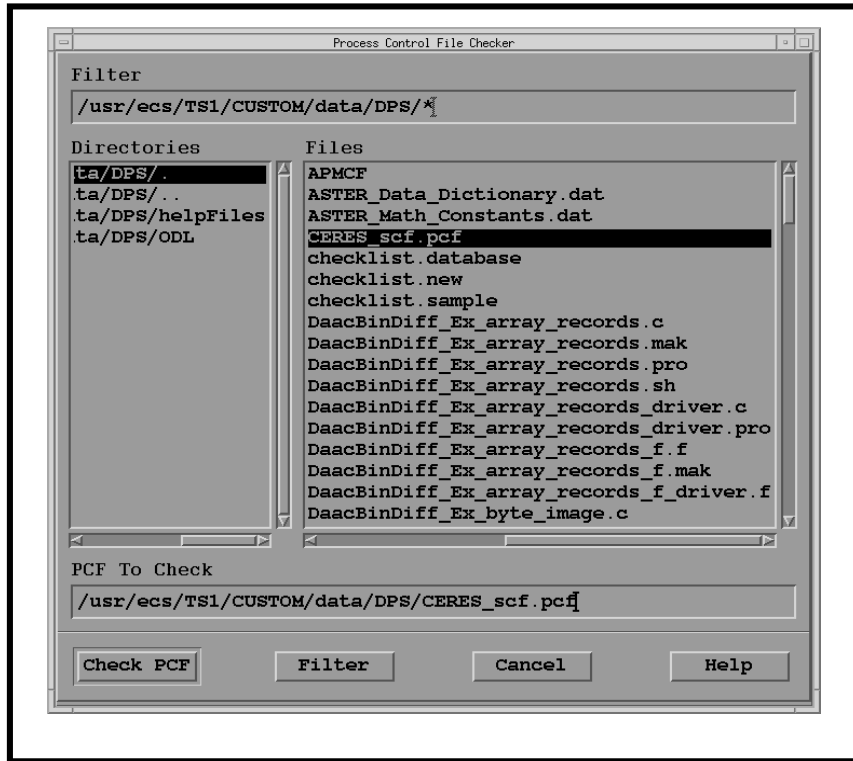 Process Control File Checker
Filter
/usr/ecs/TS1/CUSTOM/data/DPS/*
Directories
ta/DPS/.
.ta/DPS/..
.ta/DPS/helpFiles
.ta/DPS/ODL
Files
APMCF
ASTER_Data_Dictionary.dat
ASTER_Math_Constants.dat
CERES_scf.pcf
checklist.database
checklist.new
checklist.sample
DaacBinDiff_Ex_array_records.c
DaacBinDiff_Ex_array_records.mak
DaacBinDiff_Ex_array_records.pro
DaacBinDiff_Ex_array_records.sh
DaacBinDiff_Ex_array_records_driver.c
DaacBinDiff_Ex_array_records_driver.pro
DaacBinDiff_Ex_array_records_f.f
DaacBinDiff_Ex_array_records_f.mak
DaacBinDiff_Ex_array_records_f_driver.f
DaacBinDiff_Ex_byte_image.c
PCF To Check
/usr/ecs/TS1/CUSTOM/data/DPS/CERES_scf.pcf
Check PCF Filter Cancel Help